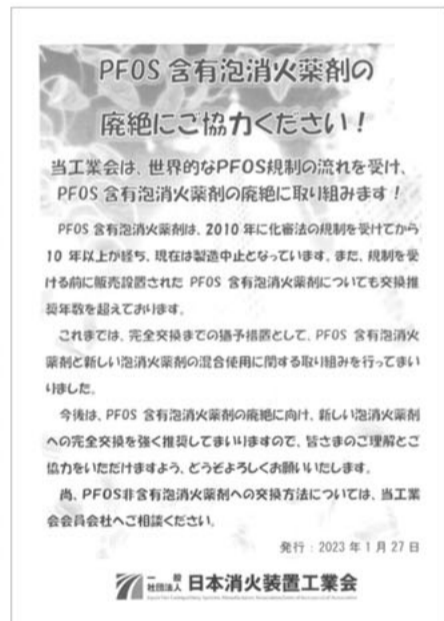 PFOS 含有泡消火薬剤の
廃絶にご協力ください！
当工業会は、世界的なPFOS規制の流れを受け、
PFOS 含有泡消火薬剤の廃絶に取り組みます！
PFOS 含有泡消火薬剤は、2010 年に化審法の規制を受けてから
10 年以上が経ち、現在は製造中止となっています。また、規制を受
ける前に販売設置された PFOS 含有泡消火薬剤についても交換推
奨年数を超えております。
これまでは、完全交換までの猶予措置として、PFOS 含有泡消火
薬剤と新しい泡消火薬剤の混合使用に関する取り組みを行ってまい
りました。
今後は、PFOS 含有泡消火薬剤の廃絶に向け、新しい泡消火薬剤
への完全交換を強く推奨してまいりますので、皆さまのご理解とご
協力をいただけますよう、どうぞよろしくお願いいたします。
尚、PFOS非含有泡消火薬剤への交換方法については、当工業
会会員会社へご相談ください。
発行：2023 年 1 月 27 日
一般
社団法人 日本消火装置工業会